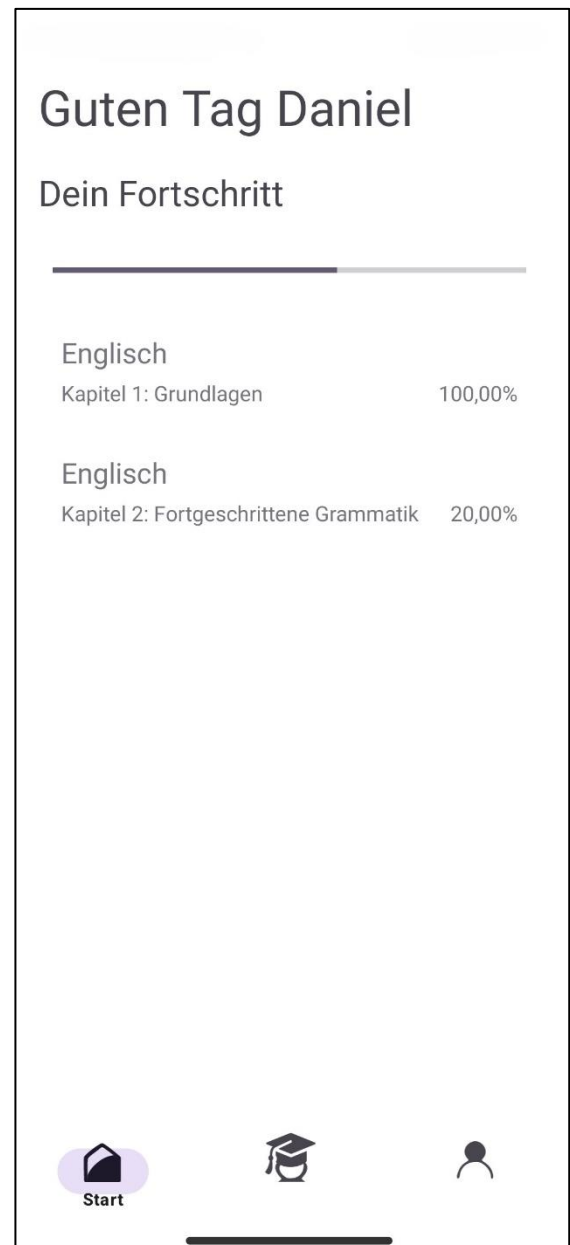 Guten Tag Daniel
Dein Fortschritt
Englisch
Kapitel 1: Grundlagen 100,00%
Englisch
Kapitel 2: Fortgeschrittene Grammatik 20,00%
Start